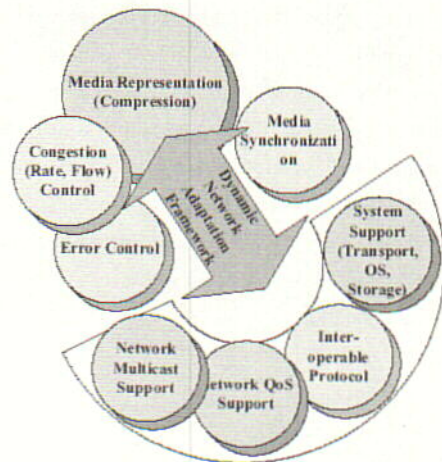 Media Representation
(Compression)
Media
Synchronizati
on
Congestion
(Rate, Flow)
Control
Dynamic
Network
Adaptation
Framework
Error Control
System
Support
(Transport,
OS,
Storage)
Inter-
operable
Protocol
Network
Multicast
Support
etwork QoS
Support